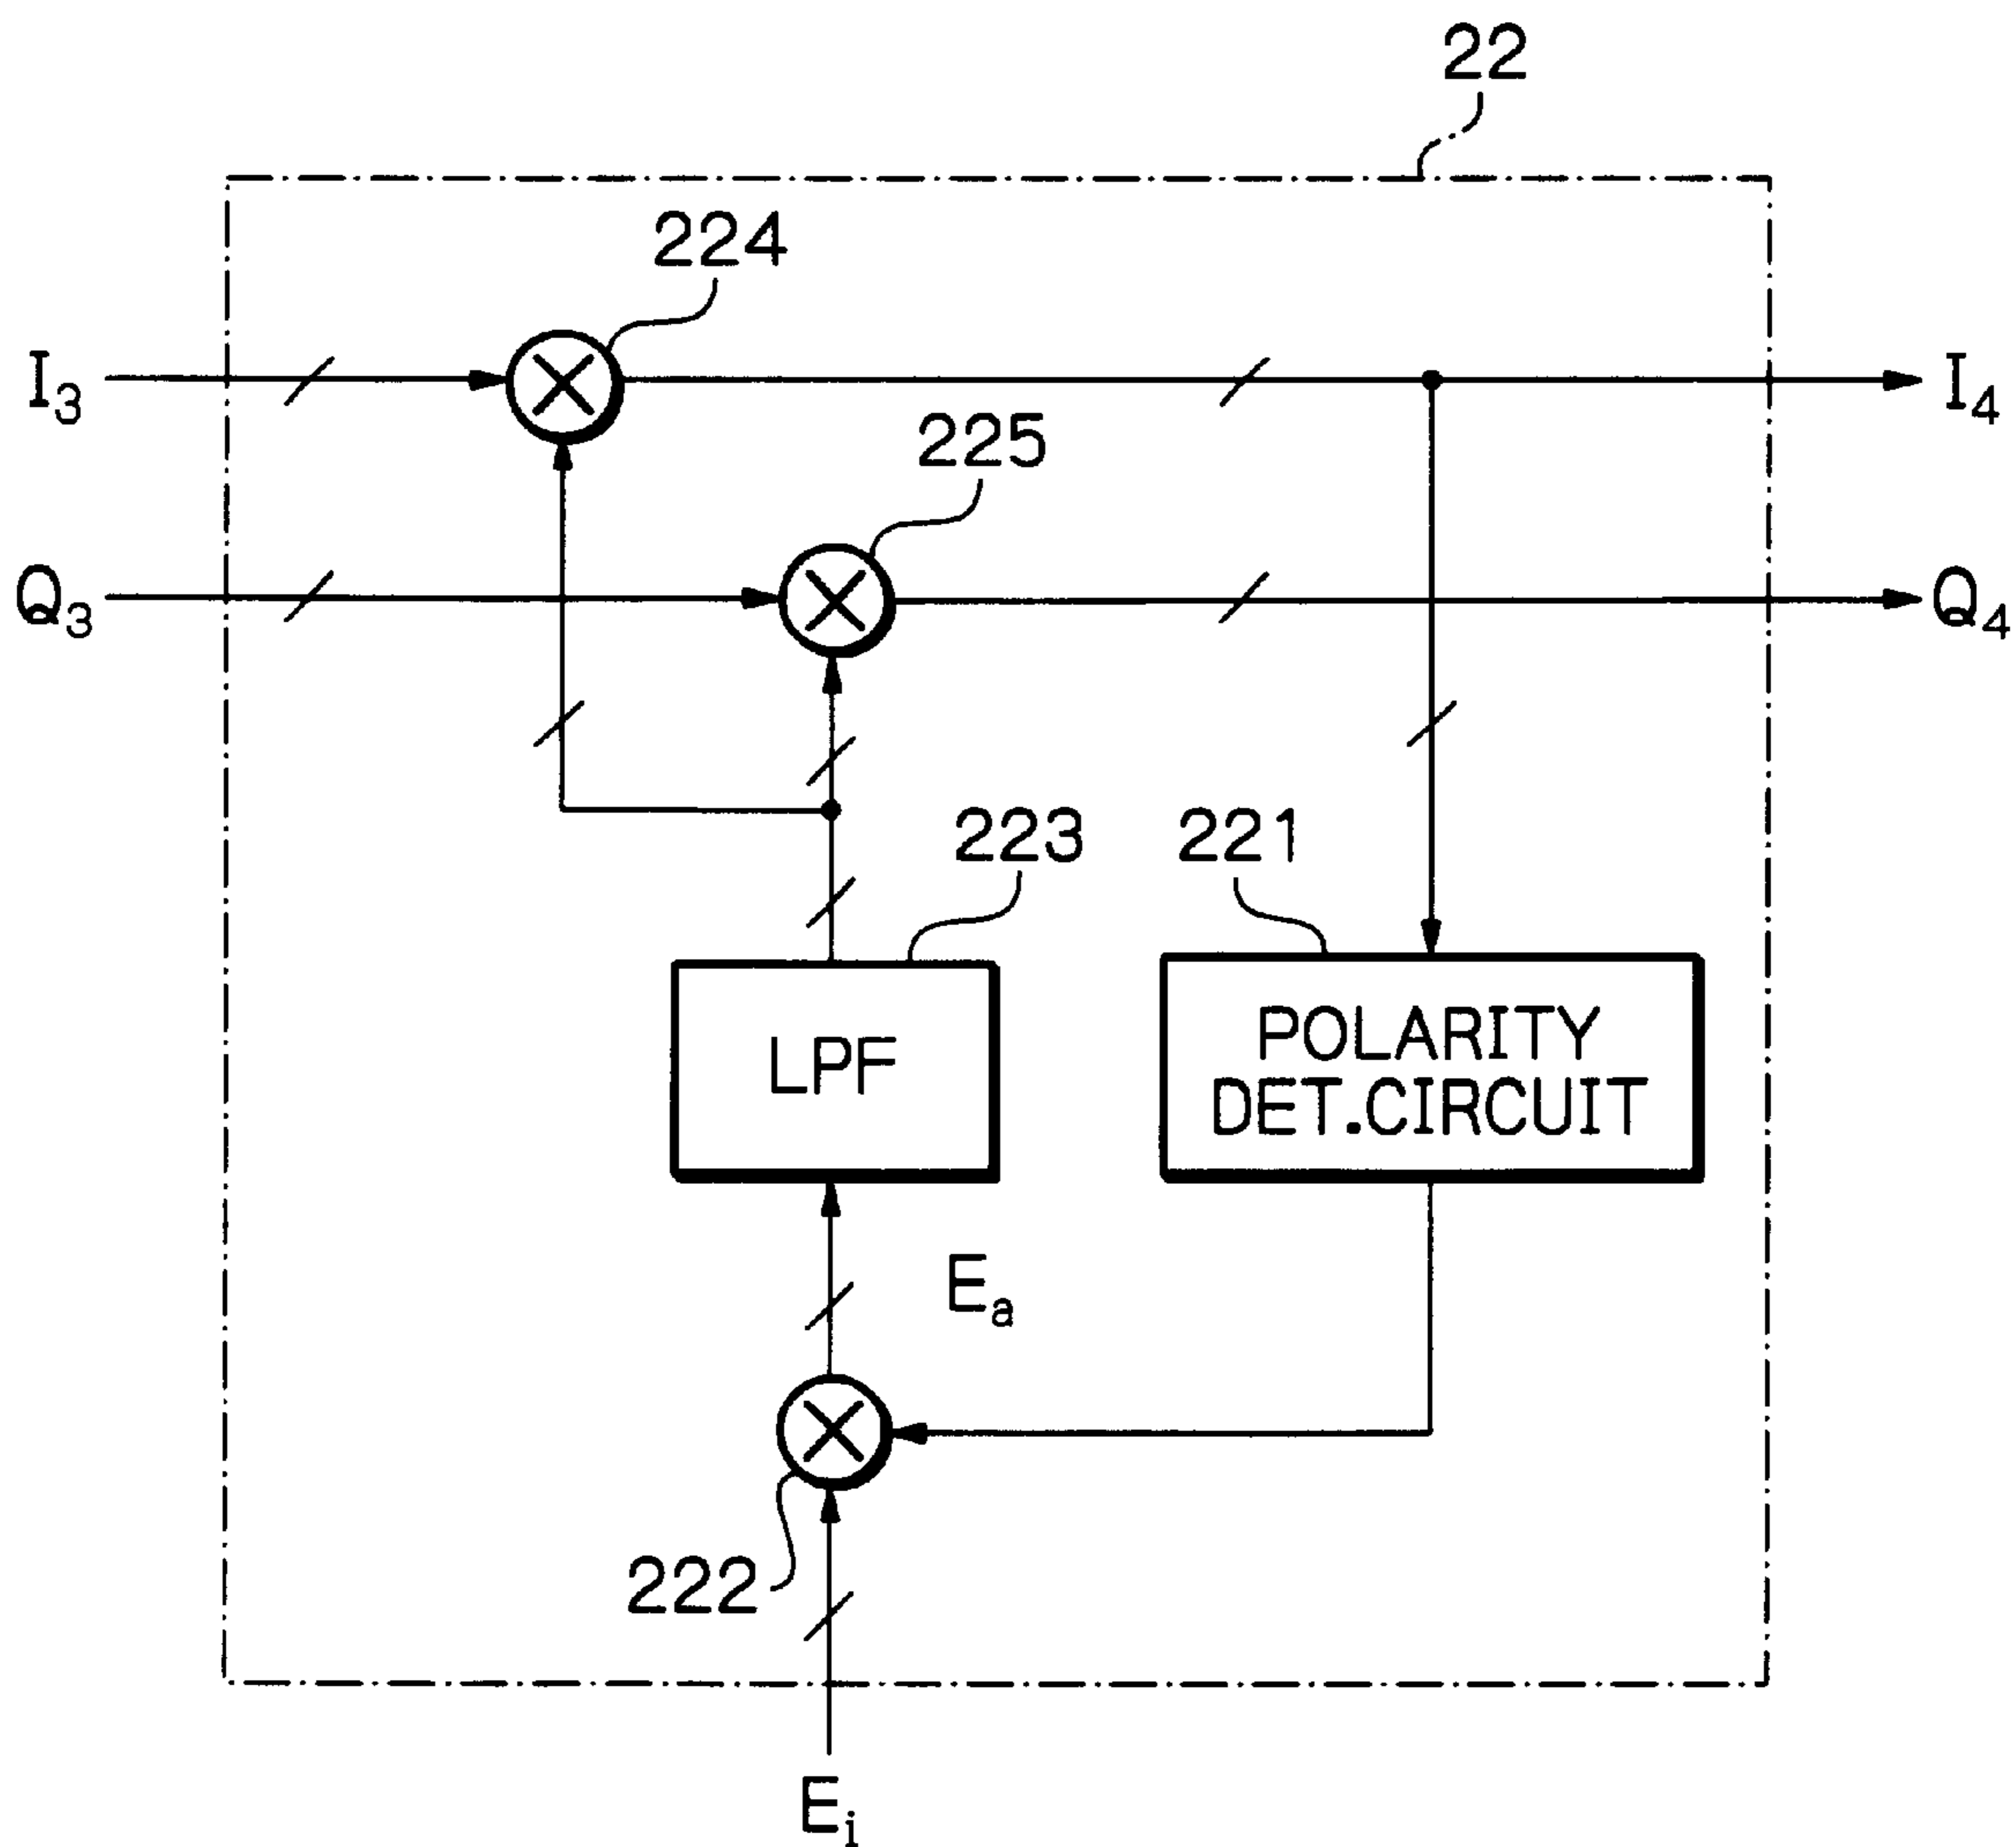 22
224
I₃
I₄
225
Q₃
Q₄
223
221
LPF
POLARITY
DET.CIRCUIT
Eₐ
222
Eᵢ